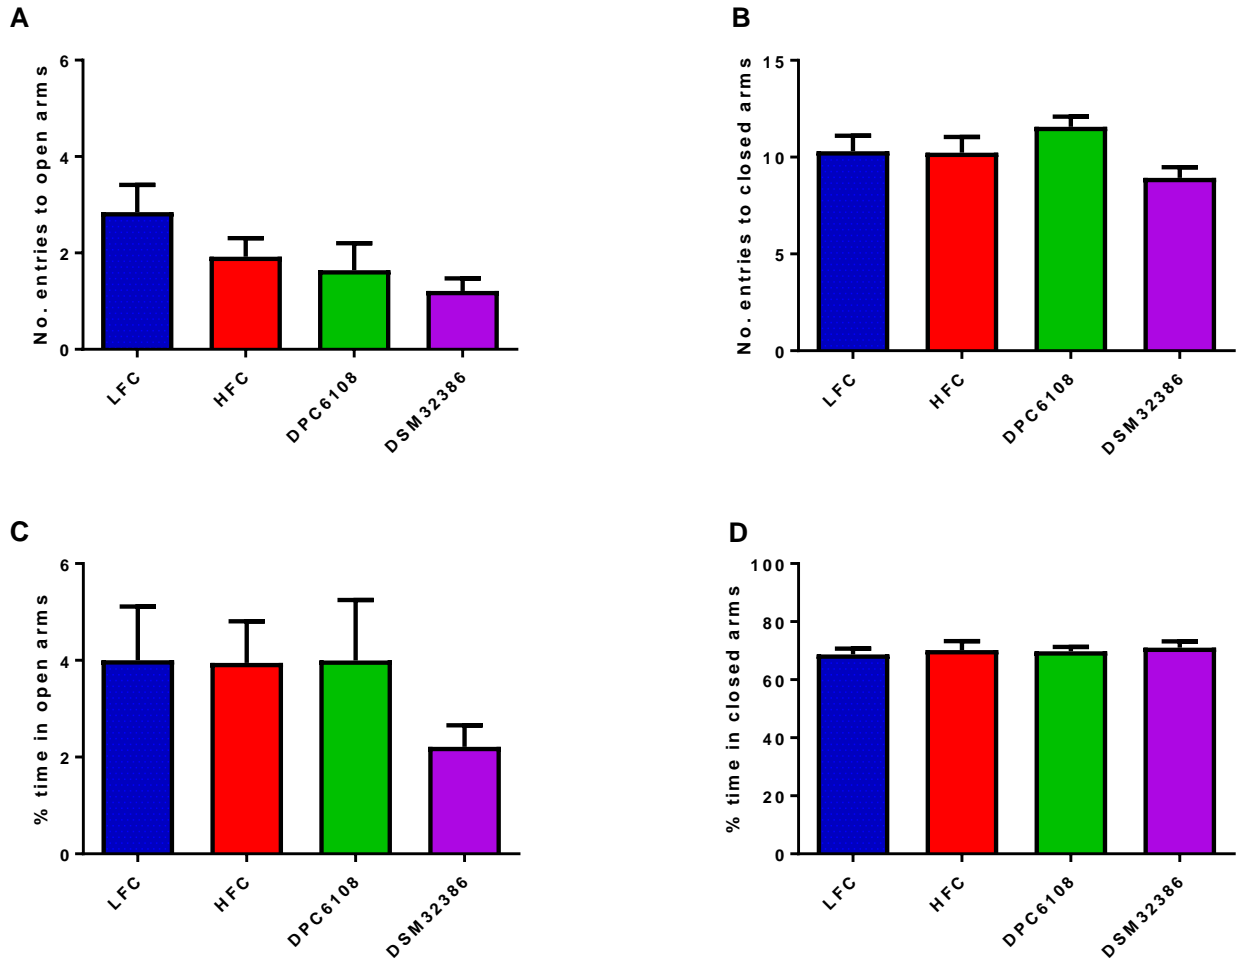 A
No. entries to open arms
6
4
2
0
LFC
HFC
DPC6108
DSM32386
B
No. entries to closed arms
15
10
5
0
LFC
HFC
DPC6108
DSM32386
C
% time in open arms
6
4
2
0
LFC
HFC
DPC6108
DSM32386
D
% time in closed arms
100
80
60
40
20
0
LFC
HFC
DPC6108
DSM32386